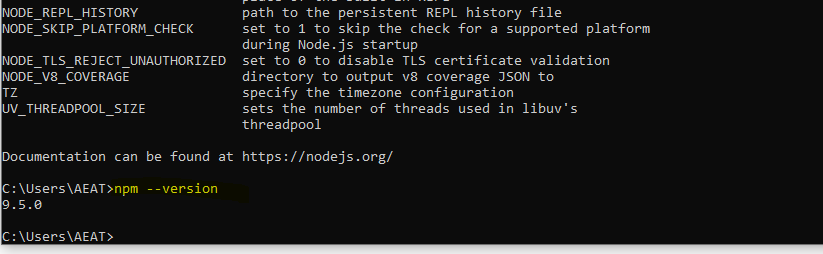 NODE_REPL_HISTORY path to the persistent REPL history file
NODE_SKIP_PLATFORM_CHECK set to 1 to skip the check for a supported platform
during Node.js startup
NODE_TLS_REJECT_UNAUTHORIZED set to 0 to disable TLS certificate validation
NODE_V8_COVERAGE directory to output v8 coverage JSON to
TZ specify the timezone configuration
UV_THREADPOOL_SIZE sets the number of threads used in libuv's
threadpool
Documentation can be found at https://nodejs.org/
C:\Users\AEAT>npm --version
9.5.0
C:\Users\AEAT>